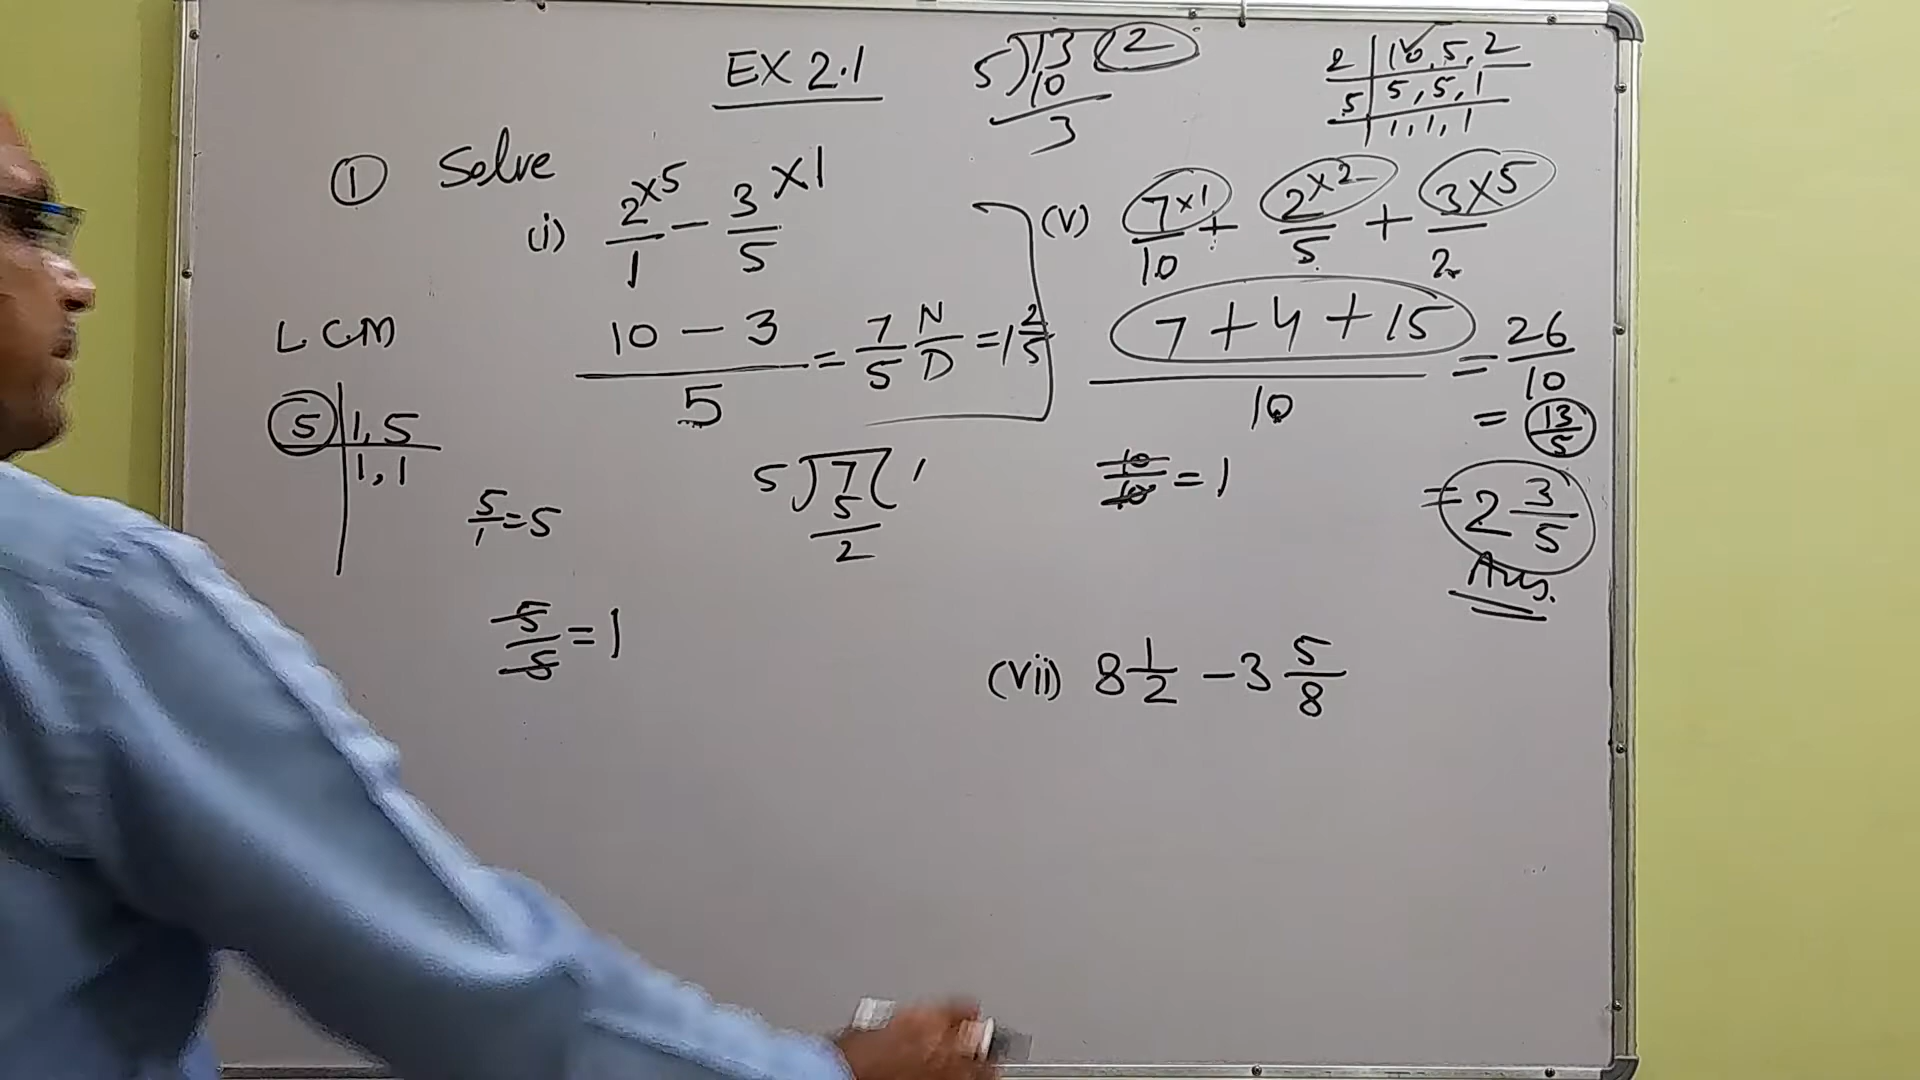 EX 2.1
5)13(2
10
3
2 | 10, 5, 2
5 | 5, 5, 1
1, 1, 1
① Solve
(i) 2×5/1 - 3×1/5
10 - 3/5 = 7/5 N/D = 1 2/5
LCM
5 | 1, 5
1, 1
5/1 = 5
5/5 = 1
5)7(1
5
2
(v) 7×1/10 + 2×2/5 + 3×5/2
7 + 4 + 15/10 = 26/10
= 13/5
10/10 = 1
= 2 3/5
Ans.
(vii) 8 1/2 - 3 5/8